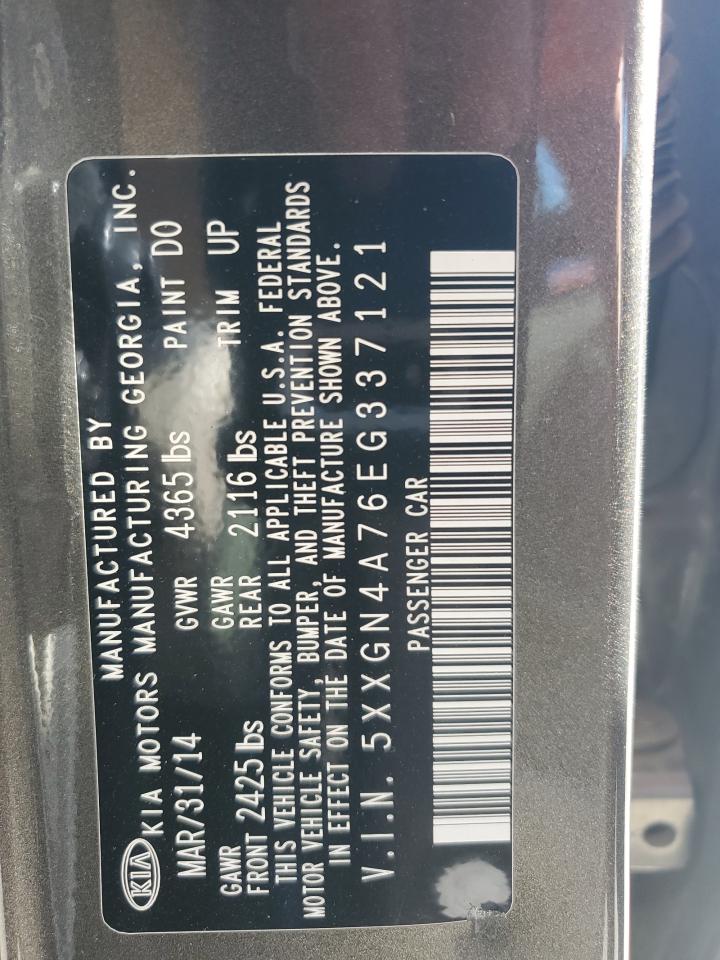 MANUFACTURED BY
KIA KIA MOTORS MANUFACTURING GEORGIA, INC.
MAR/31/14 GVWR 4365 lbs PAINT D0
GAWR FRONT 2425 lbs GAWR REAR 2116 lbs TRIM UP
THIS VEHICLE CONFORMS TO ALL APPLICABLE U.S.A. FEDERAL
MOTOR VEHICLE SAFETY, BUMPER, AND THEFT PREVENTION STANDARDS
IN EFFECT ON THE DATE OF MANUFACTURE SHOWN ABOVE.
V.I.N. 5XXGN4A76EG337121
PASSENGER CAR